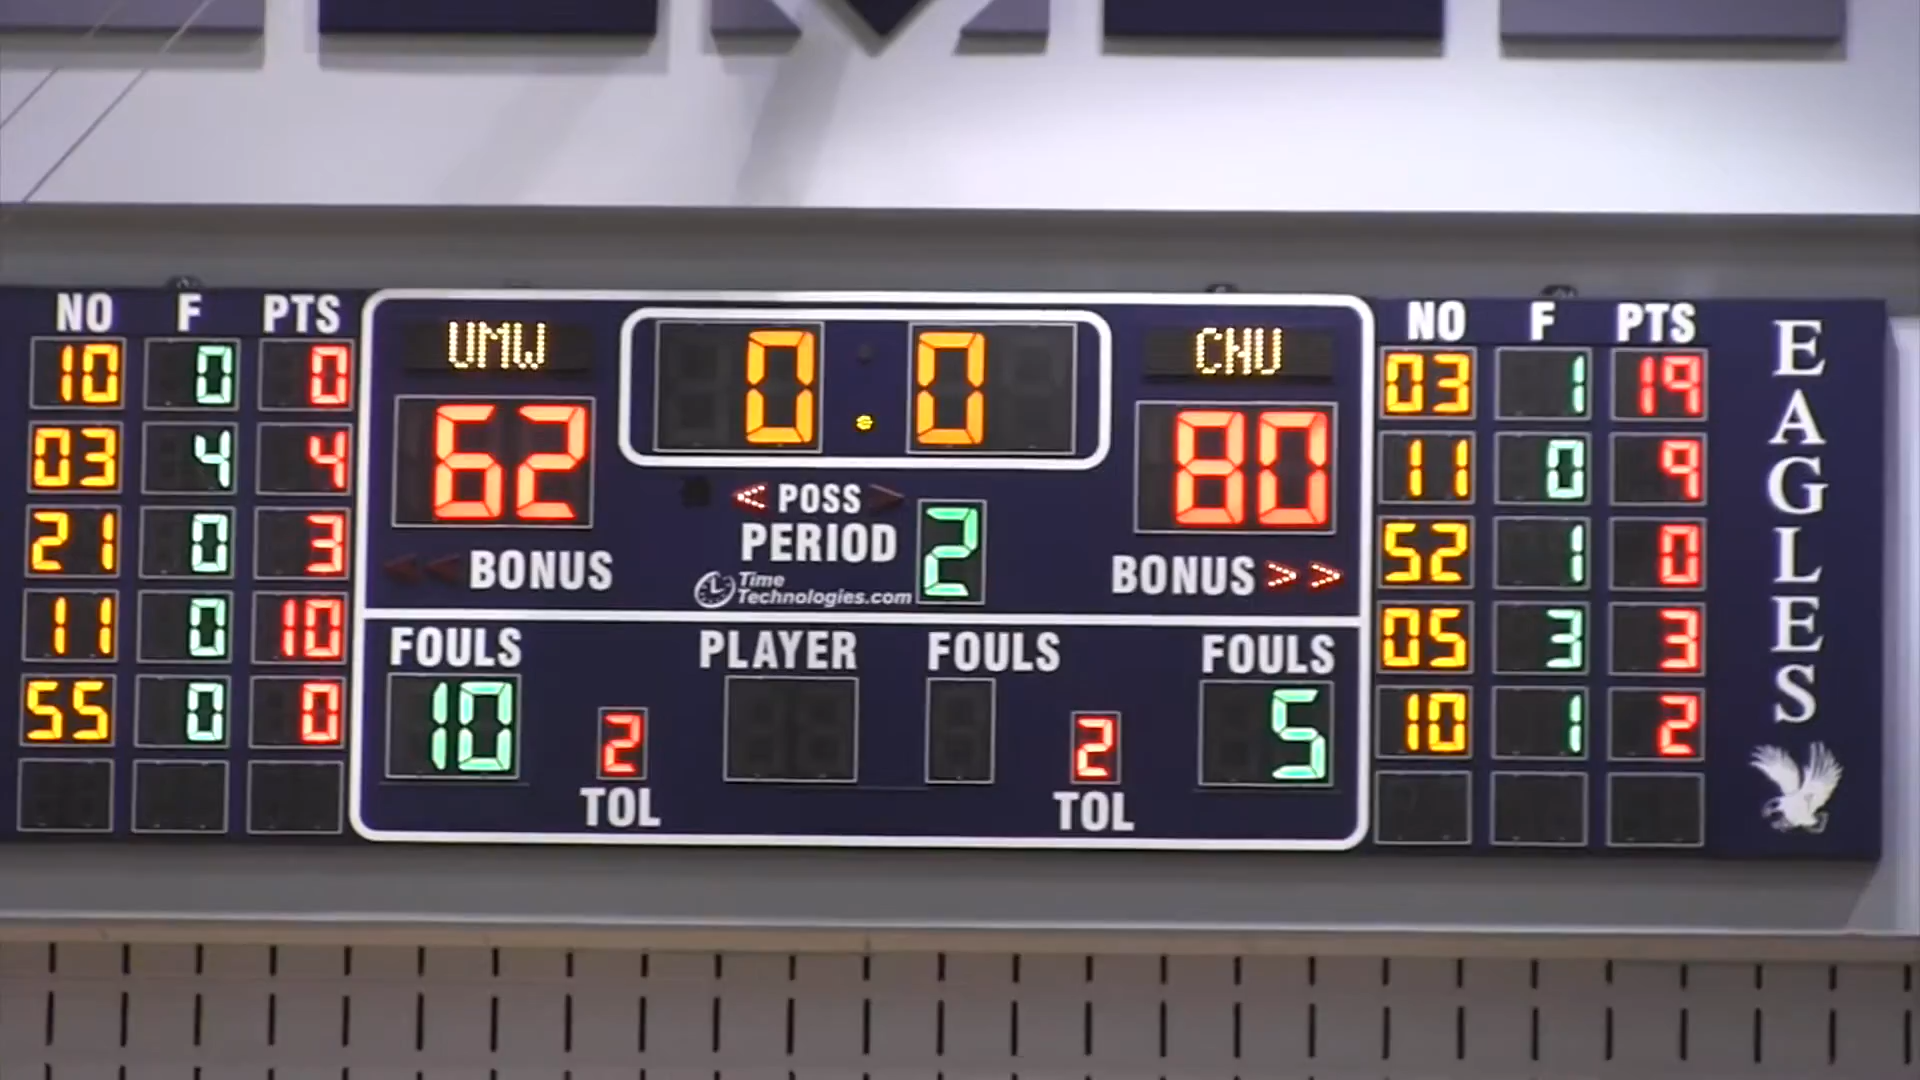 NO F PTS
10 0 0
03 4 4
21 0 3
11 0 10
55 0 0
UMW 0.0 CNU
62 80
< POSS
PERIOD 2
BONUS
BONUS >>
Time
Technologies.com
FOULS PLAYER FOULS FOULS
10 2 2 5
TOL TOL
NO F PTS
03 1 19
11 0 9
52 1 0
05 3 3
10 1 2
EAGLES